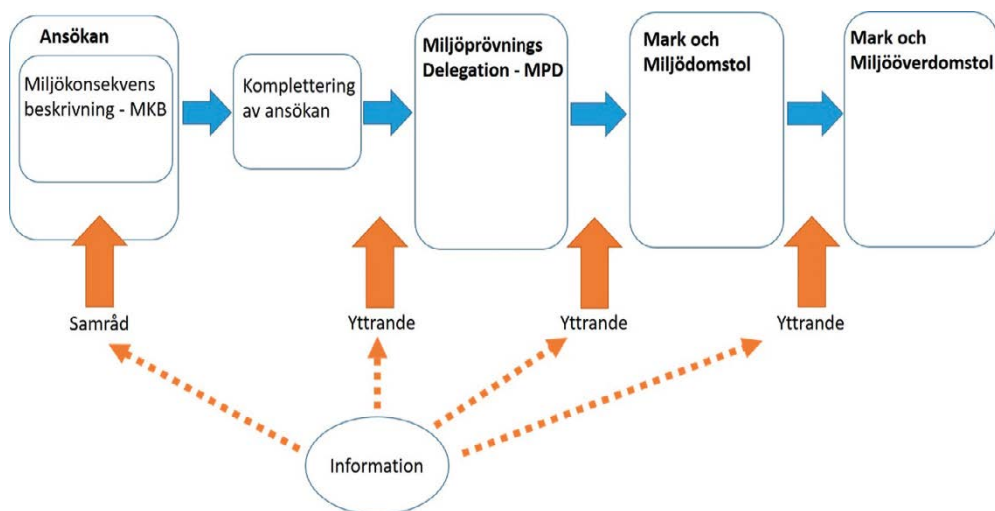 Ansökan
Miljökonsekvens
beskrivning - MKB
Komplettering
av ansökan
Miljöprövnings
Delegation - MPD
Mark och
Miljödomstol
Mark och
Miljööverdomstol
Samråd
Yttrande
Yttrande
Yttrande
Information